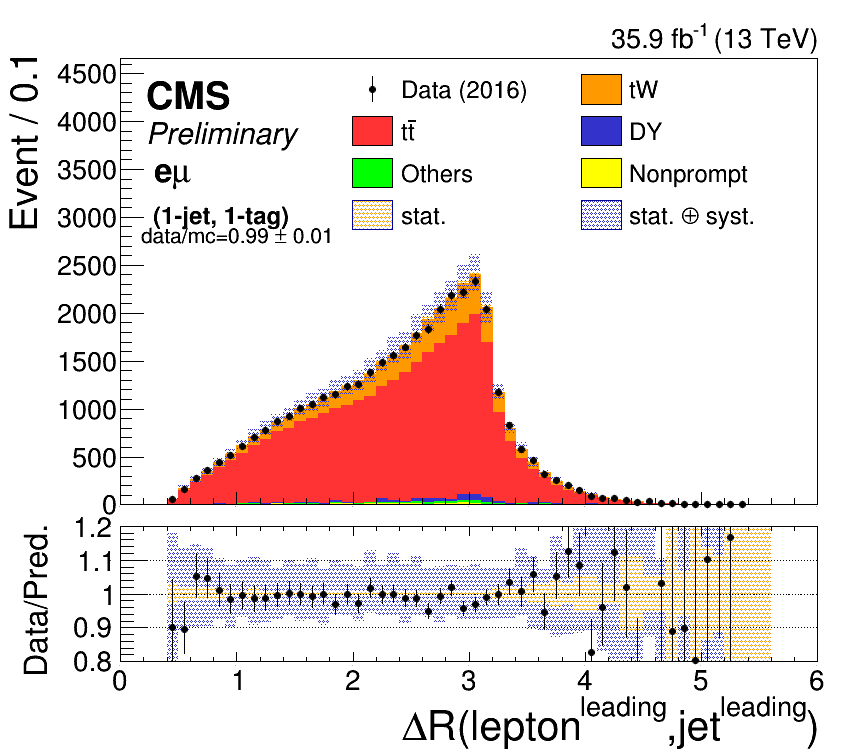 35.9 fb⁻¹ (13 TeV)
Event / 0.1
4500
4000
3500
3000
2500
2000
1500
1000
500
0
CMS
Preliminary
eμ
(1-jet, 1-tag)
data/mc=0.99 ± 0.01
Data (2016)
tW
tt̄
DY
Others
Nonprompt
stat.
stat. ⊕ syst.
Data/Pred.
1.2
1.1
1
0.9
0.8
0 1 2 3 4 5 6
ΔR(lepton^leading,jet^leading)